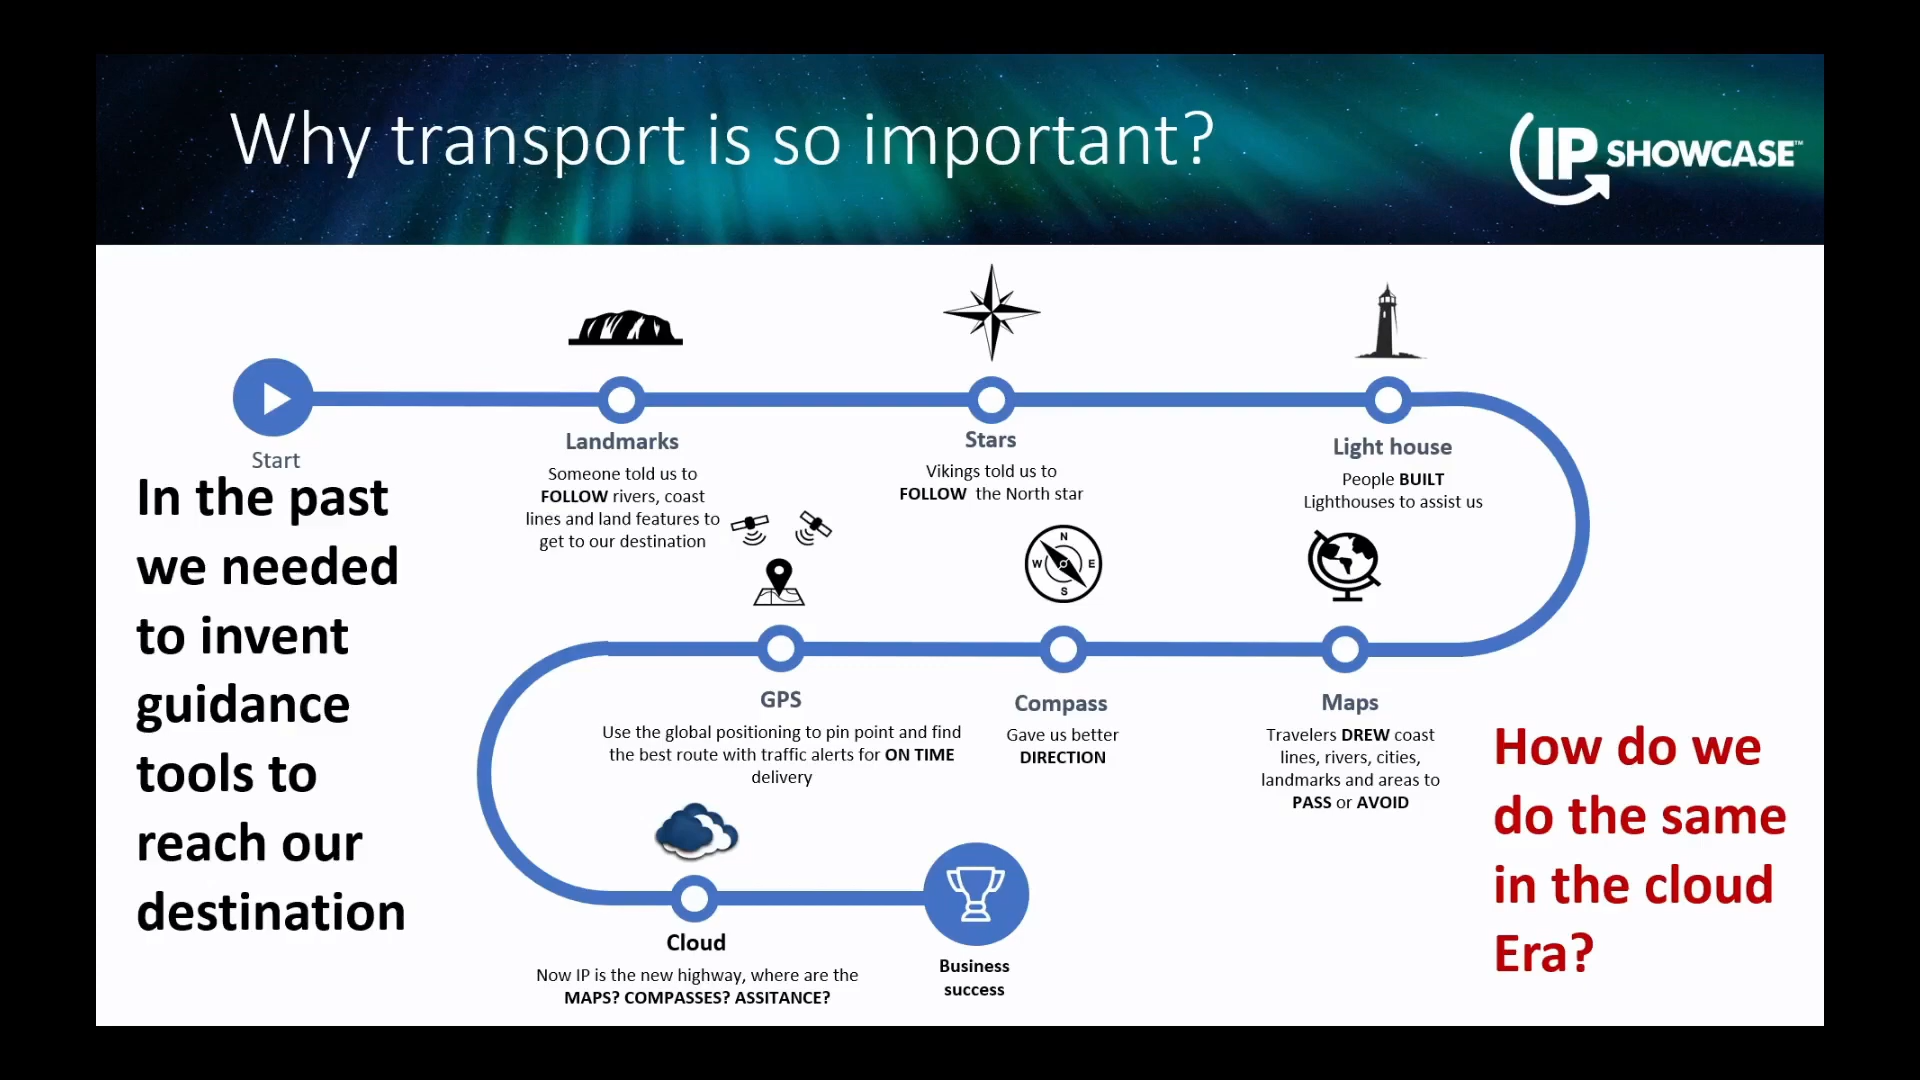 Why transport is so important?
IP SHOWCASE™
Start
In the past
we needed
to invent
guidance
tools to
reach our
destination
Landmarks
Someone told us to
FOLLOW rivers, coast
lines and land features to
get to our destination
Stars
Vikings told us to
FOLLOW the North star
Light house
People BUILT
Lighthouses to assist us
N
W E
S
GPS
Use the global positioning to pin point and find
the best route with traffic alerts for ON TIME
delivery
Compass
Gave us better
DIRECTION
Maps
Travelers DREW coast
lines, rivers, cities,
landmarks and areas to
PASS or AVOID
How do we
do the same
in the cloud
Era?
Cloud
Now IP is the new highway, where are the
MAPS? COMPASSES? ASSITANCE?
Business
success